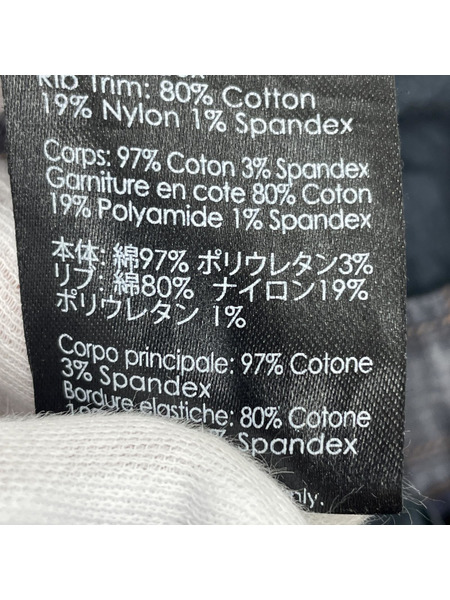 Rib Trim: 80% Cotton
19% Nylon 1% Spandex
Corps: 97% Coton 3% Spandex
Garniture en cote 80% Coton
19% Polyamide 1% Spandex
本体: 綿97% ポリウレタン3%
リブ: 綿80% ナイロン19%
ポリウレタン 1%
Corpo principale: 97% Cotone
3% Spandex
Bordure elastiche: 80% Cotone
Spandex